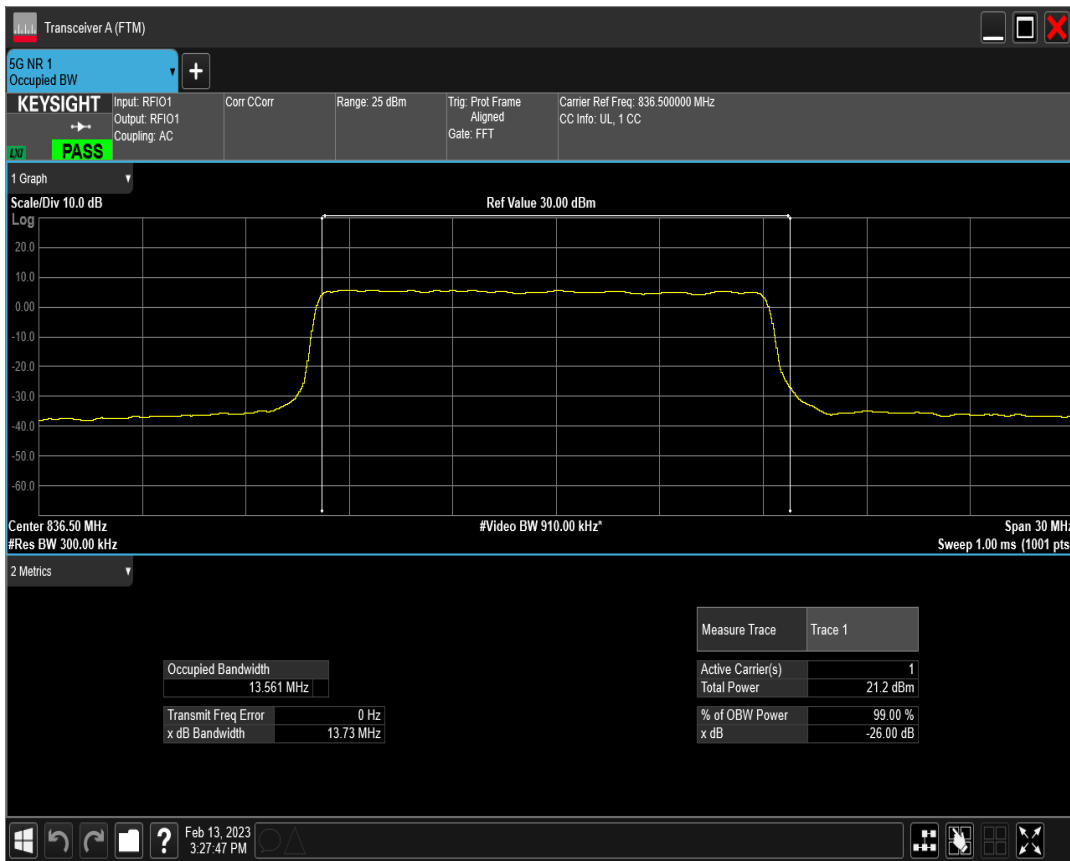 Transceiver A (FTM)
5G NR 1
Occupied BW
+
KEYSIGHT
LXI
PASS
Input: RFIO1
Output: RFIO1
Coupling: AC
Corr CCorr
Range: 25 dBm
Trig: Prot Frame
Aligned
Gate: FFT
Carrier Ref Freq: 836.500000 MHz
CC Info: UL, 1 CC
1 Graph
Scale/Div 10.0 dB
Ref Value 30.00 dBm
Log
20.0
10.0
0.00
-10.0
-20.0
-30.0
-40.0
-50.0
-60.0
Center 836.50 MHz
#Video BW 910.00 kHz*
Span 30 MHz
#Res BW 300.00 kHz
Sweep 1.00 ms (1001 pts
2 Metrics
Measure Trace Trace 1
Occupied Bandwidth
13.561 MHz
Active Carrier(s) 1
Total Power 21.2 dBm
Transmit Freq Error 0 Hz
x dB Bandwidth 13.73 MHz
% of OBW Power 99.00 %
x dB -26.00 dB
?
Feb 13, 2023
3:27:47 PM